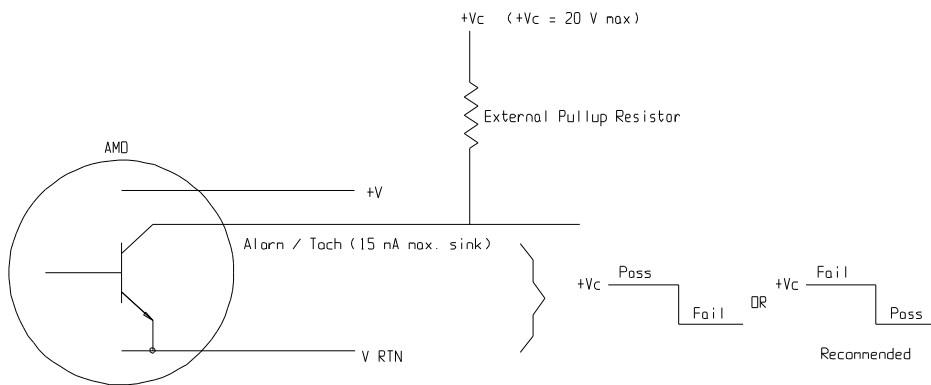 +Vc (+Vc = 20 V max)
External Pullup Resistor
AMD
+V
Alarm / Tach (15 mA max. sink)
+Vc Pass Fail OR +Vc Fail Pass
V RTN
Recommended